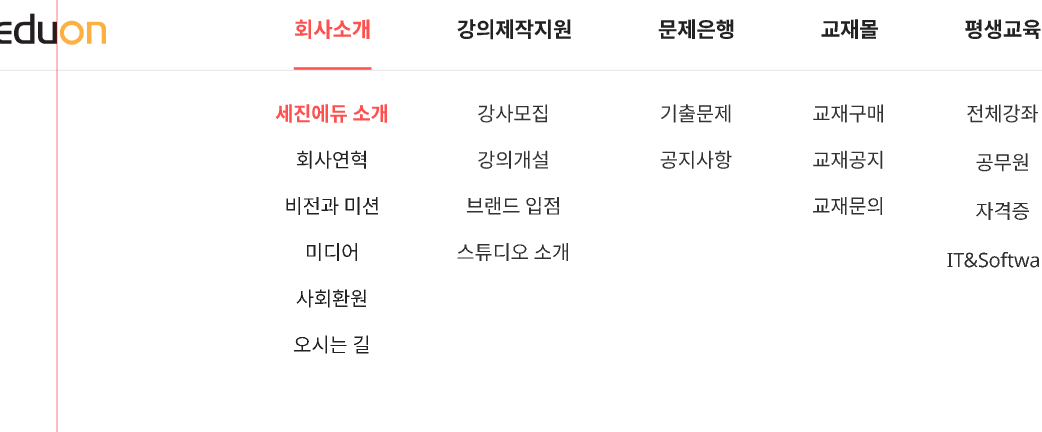 eduon
회사소개 강의제작지원 문제은행 교재몰 평생교육
세진에듀 소개 강사모집 기출문제 교재구매 전체강좌
회사연혁 강의개설 공지사항 교재공지 공무원
비전과 미션 브랜드 입점 교재문의 자격증
미디어 스튜디오 소개 IT&Softwa
사회환원
오시는 길